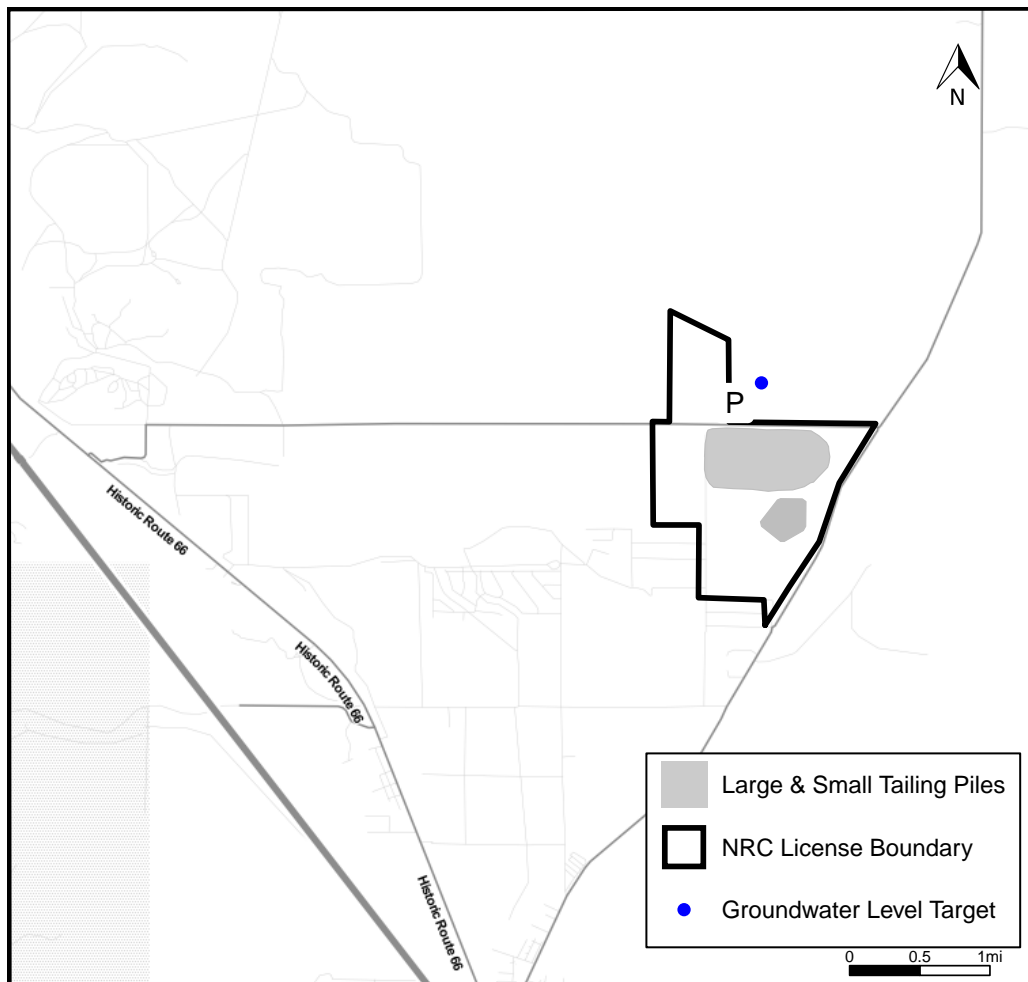 N
P
Historic Route 66
Historic Route 66
Historic Route 66
Large & Small Tailing Piles
NRC License Boundary
Groundwater Level Target
0 0.5 1mi